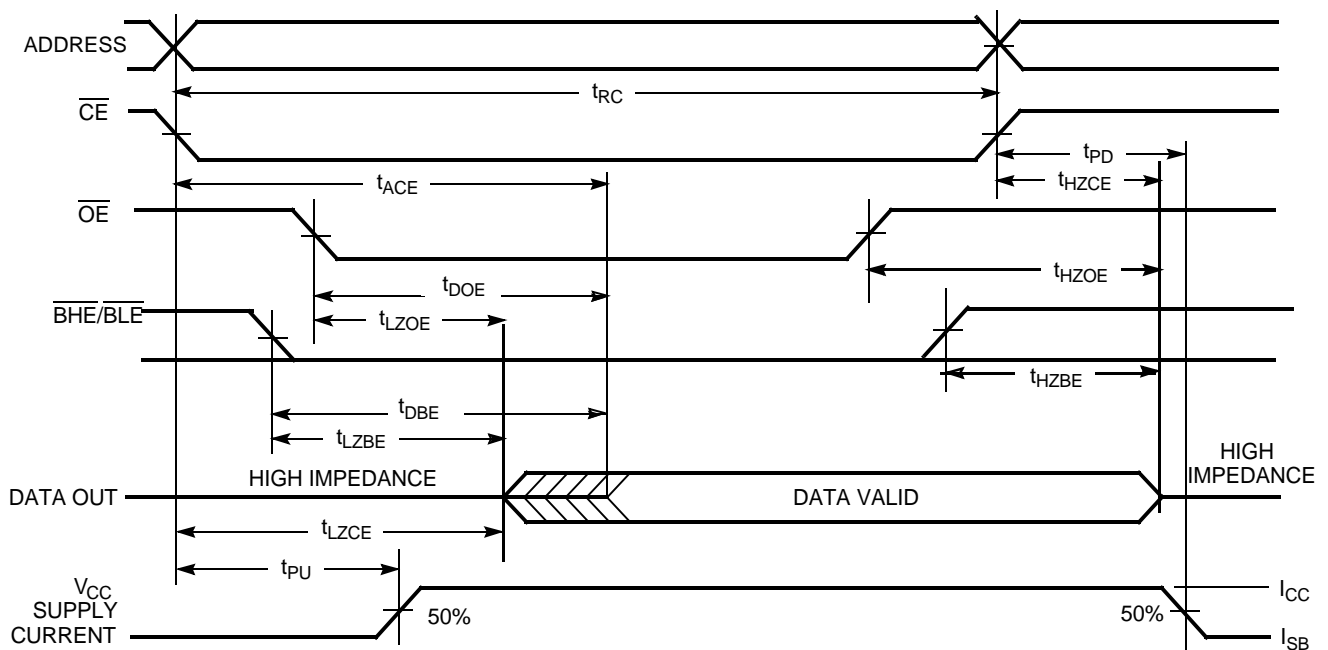 ADDRESS
tRC
CE
tPD
tACE
tHZCE
OE
tDOE
tHZOE
BHE/BLE
tLZOE
tHZBE
tDBE
tLZBE
HIGH IMPEDANCE
HIGH
IMPEDANCE
DATA OUT
DATA VALID
tLZCE
tPU
VCC
SUPPLY
CURRENT
50%
50%
ICC
ISB